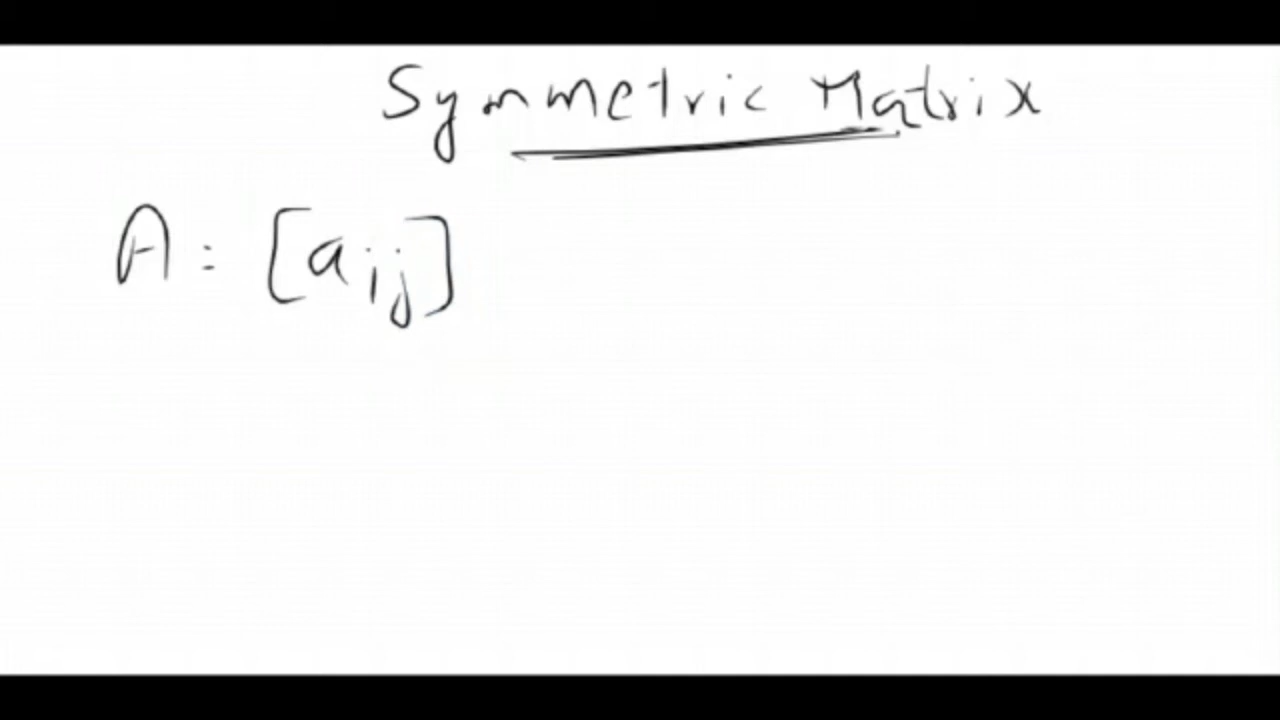 Symmetric Matrix
A = [aij]